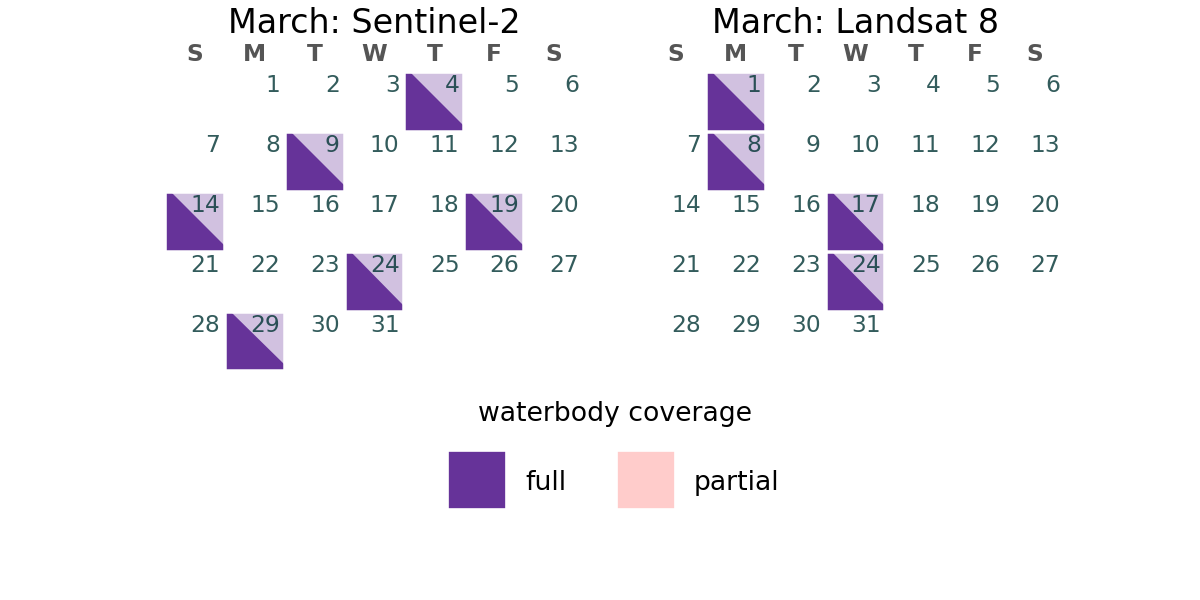 March: Sentinel-2
S M T W T F S
1 2 3 4 5 6
7 8 9 10 11 12 13
14 15 16 17 18 19 20
21 22 23 24 25 26 27
28 29 30 31
March: Landsat 8
S M T W T F S
1 2 3 4 5 6
7 8 9 10 11 12 13
14 15 16 17 18 19 20
21 22 23 24 25 26 27
28 29 30 31
waterbody coverage
full partial